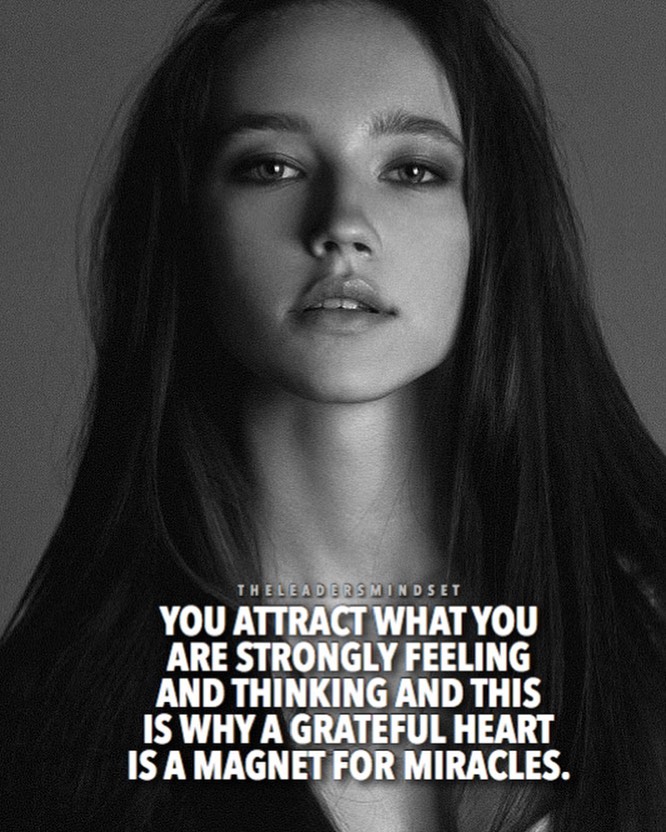 THELEADERSMINDSET
YOU ATTRACT WHAT YOU
ARE STRONGLY FEELING
AND THINKING AND THIS
IS WHY A GRATEFUL HEART
IS A MAGNET FOR MIRACLES.